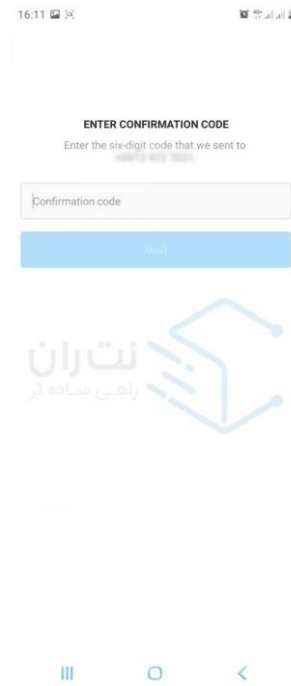 16:11
ENTER CONFIRMATION CODE
Enter the six-digit code that we sent to
Confirmation code
Next
نت‌ران
راهی ساده تر